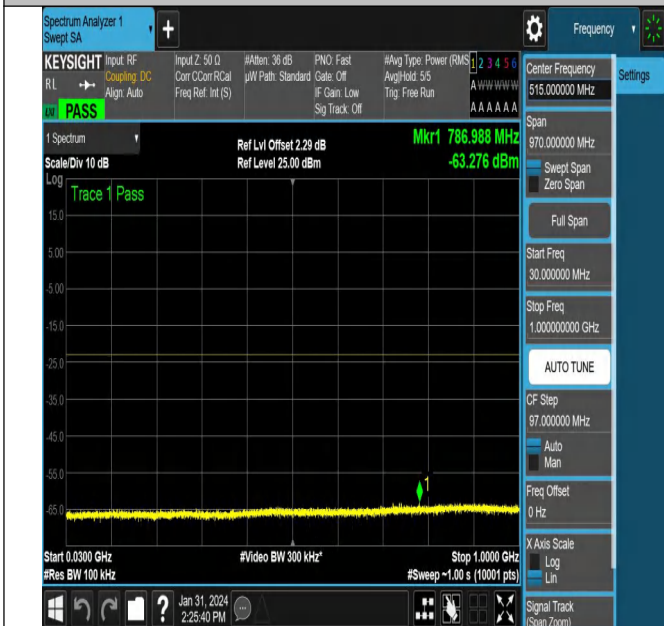 Spectrum Analyzer 1
Swept SA
Frequency
KEYSIGHT
RL
PASS
Input: RF
Coupling: DC
Align: Auto
Input Z: 50 Ω
Corr CCorr RCal
Freq Ref: Int (S)
#Atten: 36 dB
µW Path: Standard
PNO: Fast
Gate: Off
IF Gain: Low
Sig Track: Off
#Avg Type: Power (RMS
Avg|Hold: 5/5
Trig: Free Run
1 2 3 4 5 6
A W W W W W
A A A A A A
Center Frequency
515.000000 MHz
Settings
Span
970.000000 MHz
Swept Span
Zero Span
Full Span
Start Freq
30.000000 MHz
Stop Freq
1.000000000 GHz
AUTO TUNE
CF Step
97.000000 MHz
Auto
Man
Freq Offset
0 Hz
X Axis Scale
Log
Lin
Signal Track
(Span Zoom)
1 Spectrum
Scale/Div 10 dB
Ref Lvl Offset 2.29 dB
Ref Level 25.00 dBm
Mkr1 786.988 MHz
-63.276 dBm
Log
Trace 1 Pass
15.0
5.00
-5.00
-15.0
-25.0
-35.0
-45.0
-55.0
-65.0
1
Start 0.0300 GHz
#Res BW 100 kHz
#Video BW 300 kHz*
Stop 1.0000 GHz
#Sweep ~1.00 s (10001 pts)
?
Jan 31, 2024
2:25:40 PM